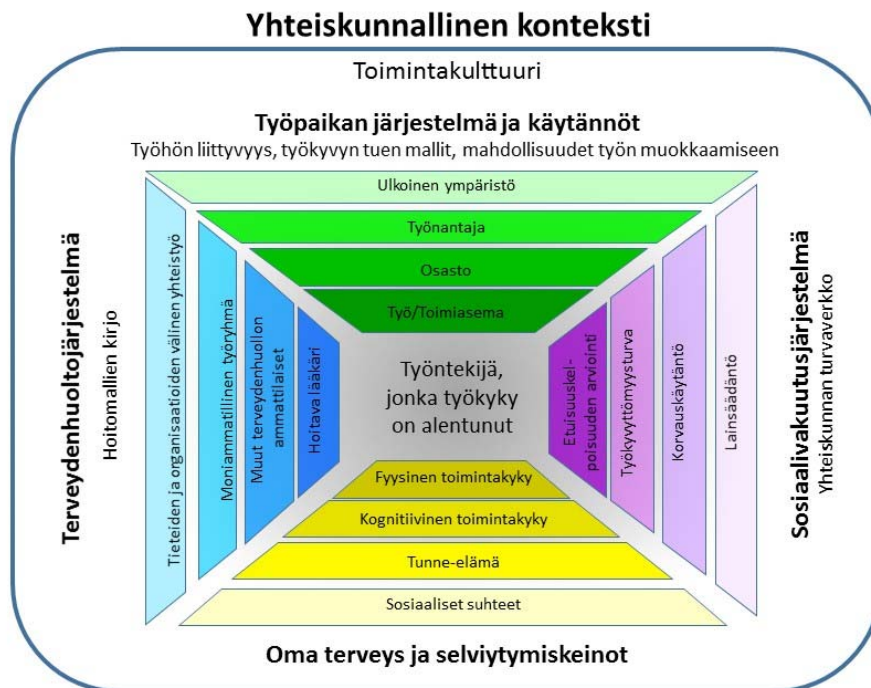 Yhteiskunnallinen konteksti
Toimintakulttuuri
Työpaikan järjestelmä ja käytännöt
Työhön liittyvyys, työkyvyn tuen mallit, mahdollisuudet työn muokkaamiseen
Ulkoinen ympäristö
Työnantaja
Osasto
Työ/Toimiasema
Terveydenhuoltojärjestelmä
Hoitomallien kirjo
Tieteiden ja organisaatioiden välinen yhteistyö
Moniammatillinen työryhmä
Muut terveydenhuollon
ammattilaiset
Hoitava lääkäri
Työntekijä,
jonka työkyky
on alentunut
Etuisuuskel-
poisuuden arviointi
Työkyvyttömyysturva
Korvauskäytäntö
Lainsäädäntö
Sosiaalivakuutusjärjestelmä
Yhteiskunnan turvaverkko
Fyysinen toimintakyky
Kognitiivinen toimintakyky
Tunne-elämä
Sosiaaliset suhteet
Oma terveys ja selviytymiskeinot